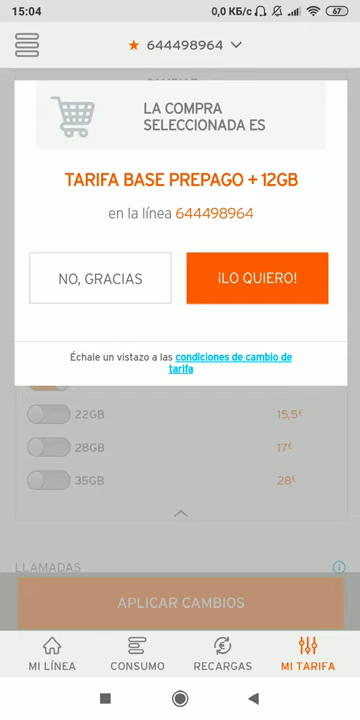 15:04 0,0 КБ/с 67
★ 644498964
LA COMPRA
SELECCIONADA ES
TARIFA BASE PREPAGO + 12GB
en la línea 644498964
NO, GRACIAS
¡LO QUIERO!
Échale un vistazo a las condiciones de cambio de
tarifa
22GB 15,5€
28GB 17€
35GB 28€
LLAMADAS
APLICAR CAMBIOS
MI LÍNEA CONSUMO RECARGAS MI TARIFA